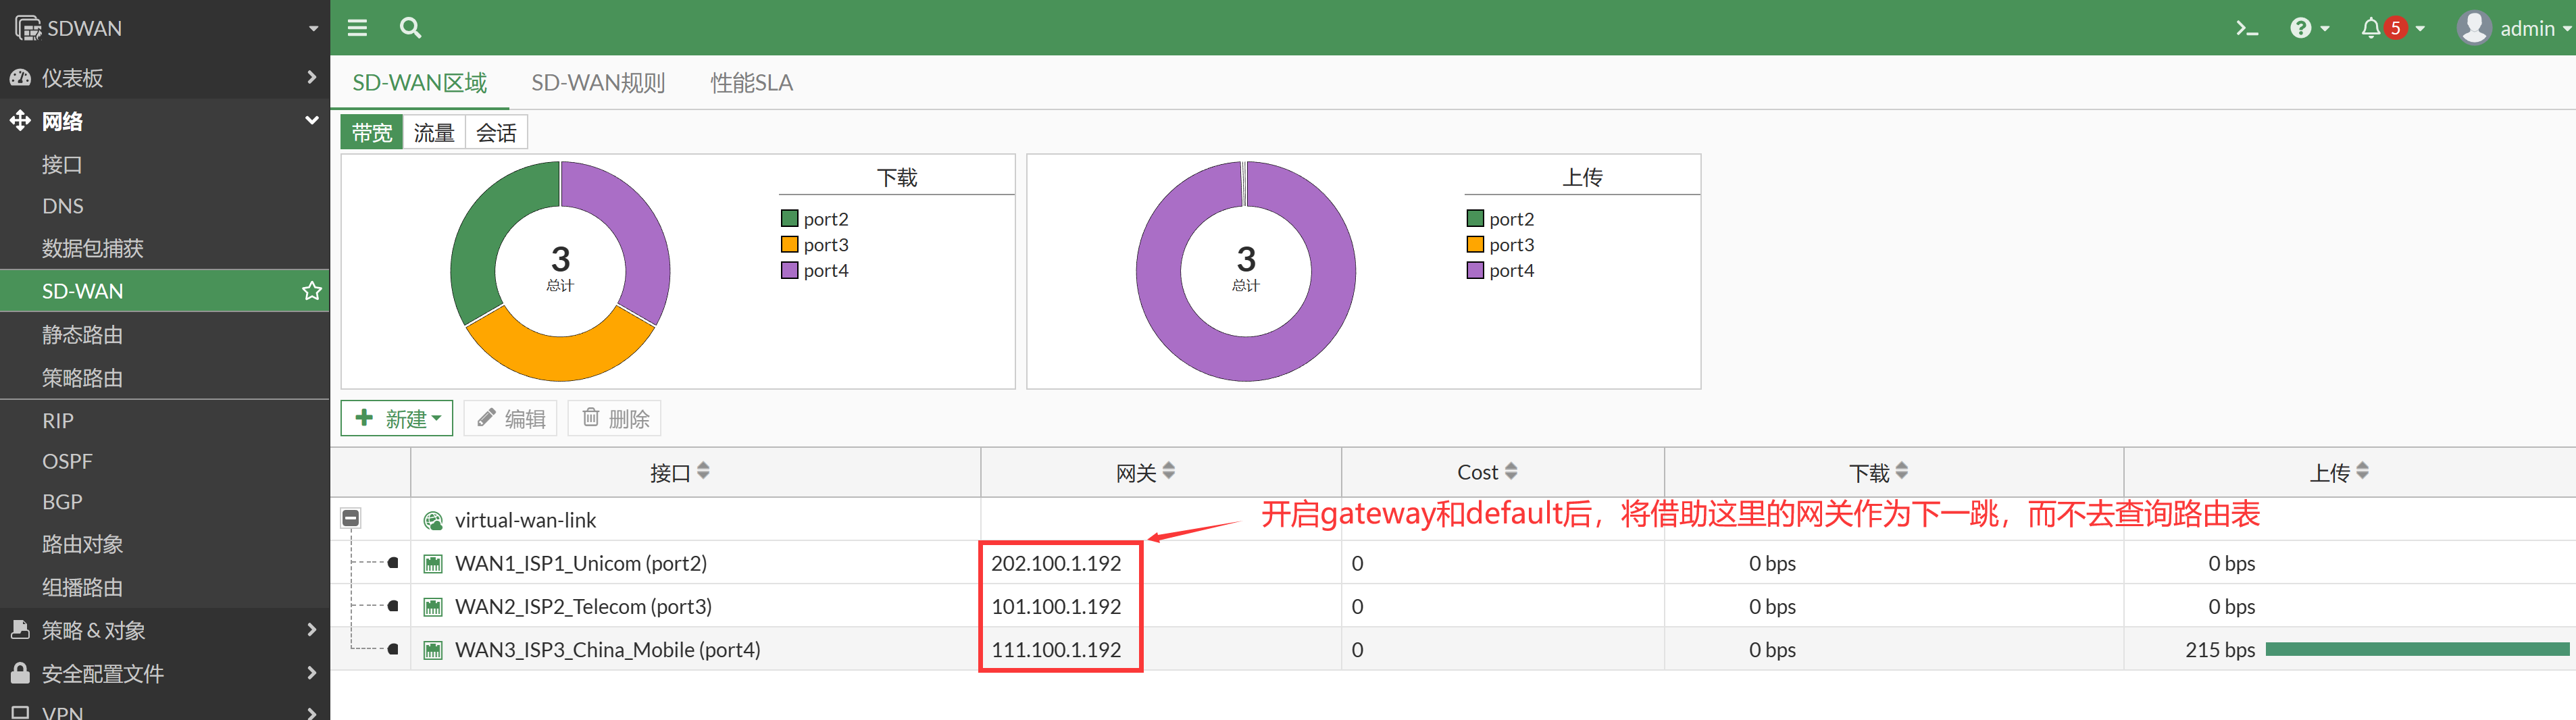 SDWAN
5
admin
仪表板
网络
接口
DNS
数据包捕获
SD-WAN
静态路由
策略路由
RIP
OSPF
BGP
路由对象
组播路由
策略 & 对象
安全配置文件
VPN
SD-WAN区域 SD-WAN规则 性能SLA
带宽 流量 会话
3
总计
下载
port2
port3
port4
3
总计
上传
port2
port3
port4
新建 编辑 删除
接口 网关 Cost 下载 上传
virtual-wan-link
开启gateway和default后，将借助这里的网关作为下一跳，而不去查询路由表
WAN1_ISP1_Unicom (port2) 202.100.1.192 0 0 bps 0 bps
WAN2_ISP2_Telecom (port3) 101.100.1.192 0 0 bps 0 bps
WAN3_ISP3_China_Mobile (port4) 111.100.1.192 0 0 bps 215 bps